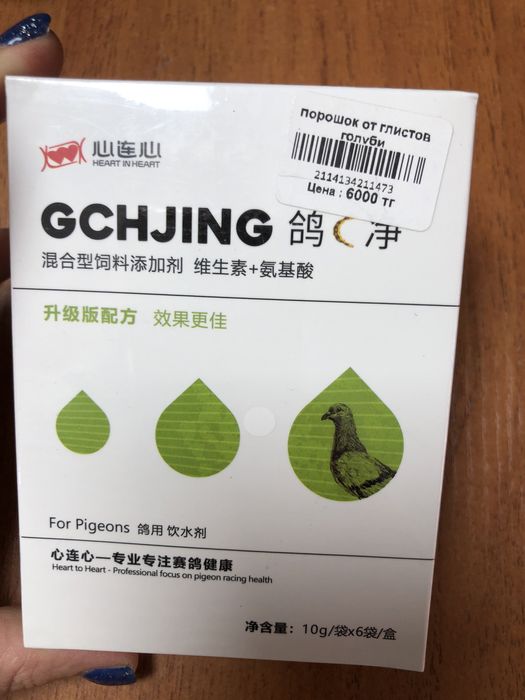 порошок от глистов
голуби
2114134211473
Цена : 6000 тг
心连心
HEART IN HEART
GCHJING 鸽 净
混合型饲料添加剂 维生素+氨基酸
升级版配方 效果更佳
For Pigeons 鸽用 饮水剂
心连心—专业专注赛鸽健康
Heart to Heart - Professional focus on pigeon racing health
净含量: 10g/袋x6袋/盒